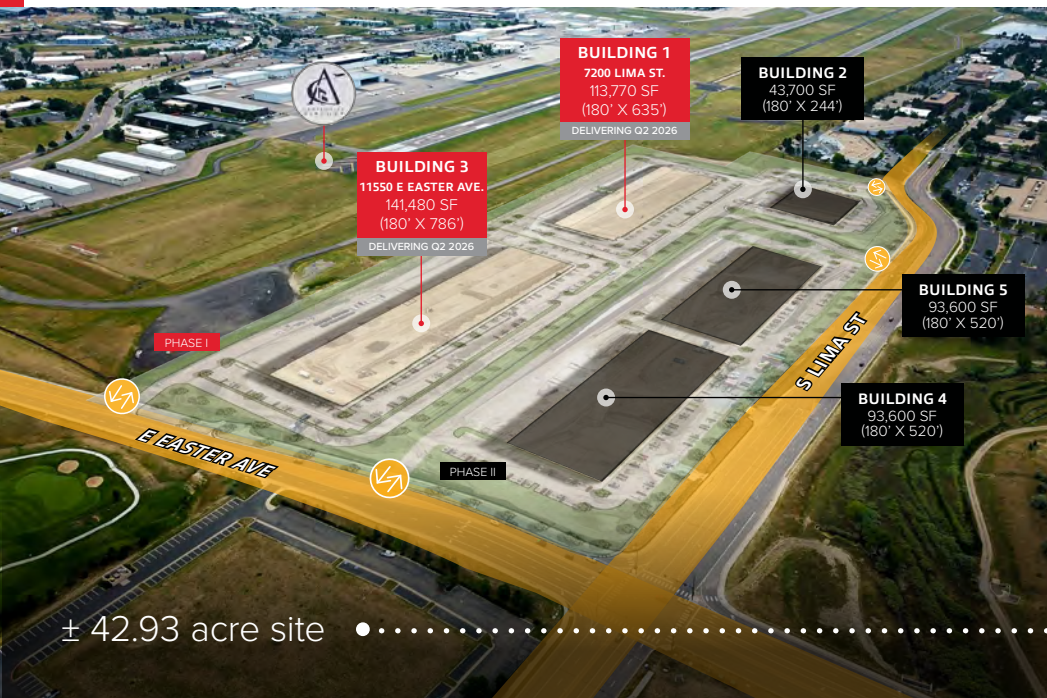 BUILDING 1
7200 LIMA ST.
113,770 SF
(180' X 635')
DELIVERING Q2 2026
BUILDING 2
43,700 SF
(180' X 244')
BUILDING 3
11550 E EASTER AVE.
141,480 SF
(180' X 786')
DELIVERING Q2 2026
BUILDING 5
93,600 SF
(180' X 520')
PHASE I
S LIMA ST
BUILDING 4
93,600 SF
(180' X 520')
E EASTER AVE
PHASE II
± 42.93 acre site